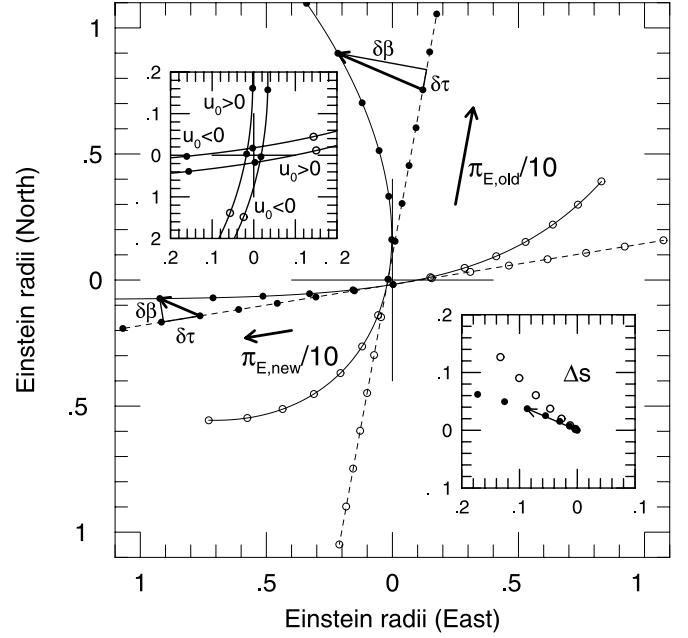 Einstein radii (North)
Einstein radii (East)
1
.5
0
.5
1
1
.5
0
.5
1
δβ
δτ
π_E,old/10
δβ
δτ
π_E,new/10
.2
.1
0
.1
.2
.2
.1
0
.1
.2
u_0>0
u_0<0
u_0>0
u_0<0
.2
.1
0
.1
.2
.1
0
.1
Δs